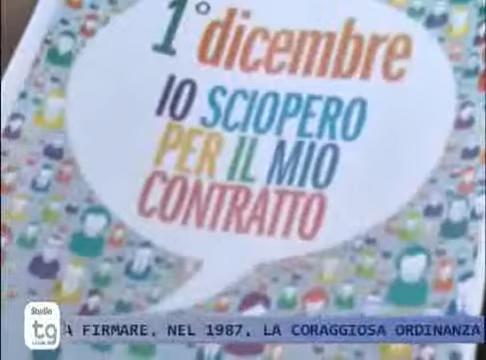 1° dicembre
IO SCIOPERO
PER IL MIO
CONTRATTO
Studio
tg
A FIRMARE, NEL 1987, LA CORAGGIOSA ORDINANZA